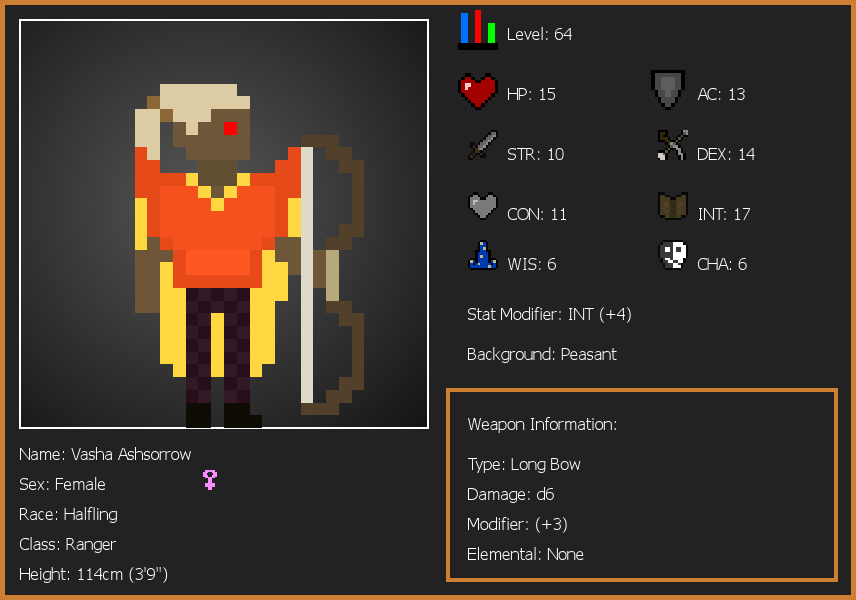 Level: 64
HP: 15
AC: 13
STR: 10
DEX: 14
CON: 11
INT: 17
WIS: 6
CHA: 6
Stat Modifier: INT (+4)
Background: Peasant
Weapon Information:
Type: Long Bow
Damage: d6
Modifier: (+3)
Elemental: None
Name: Vasha Ashsorrow
Sex: Female
Race: Halfling
Class: Ranger
Height: 114cm (3'9")